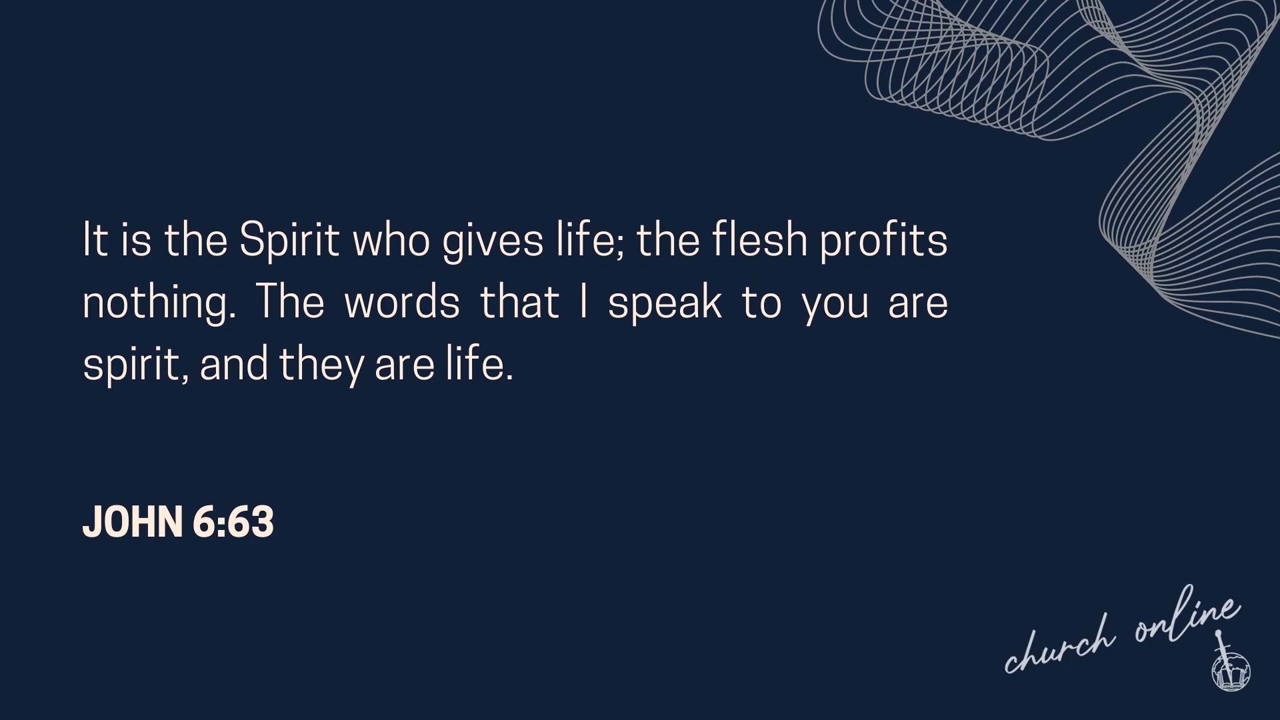 It is the Spirit who gives life; the flesh profits
nothing. The words that I speak to you are
spirit, and they are life.
JOHN 6:63
church online